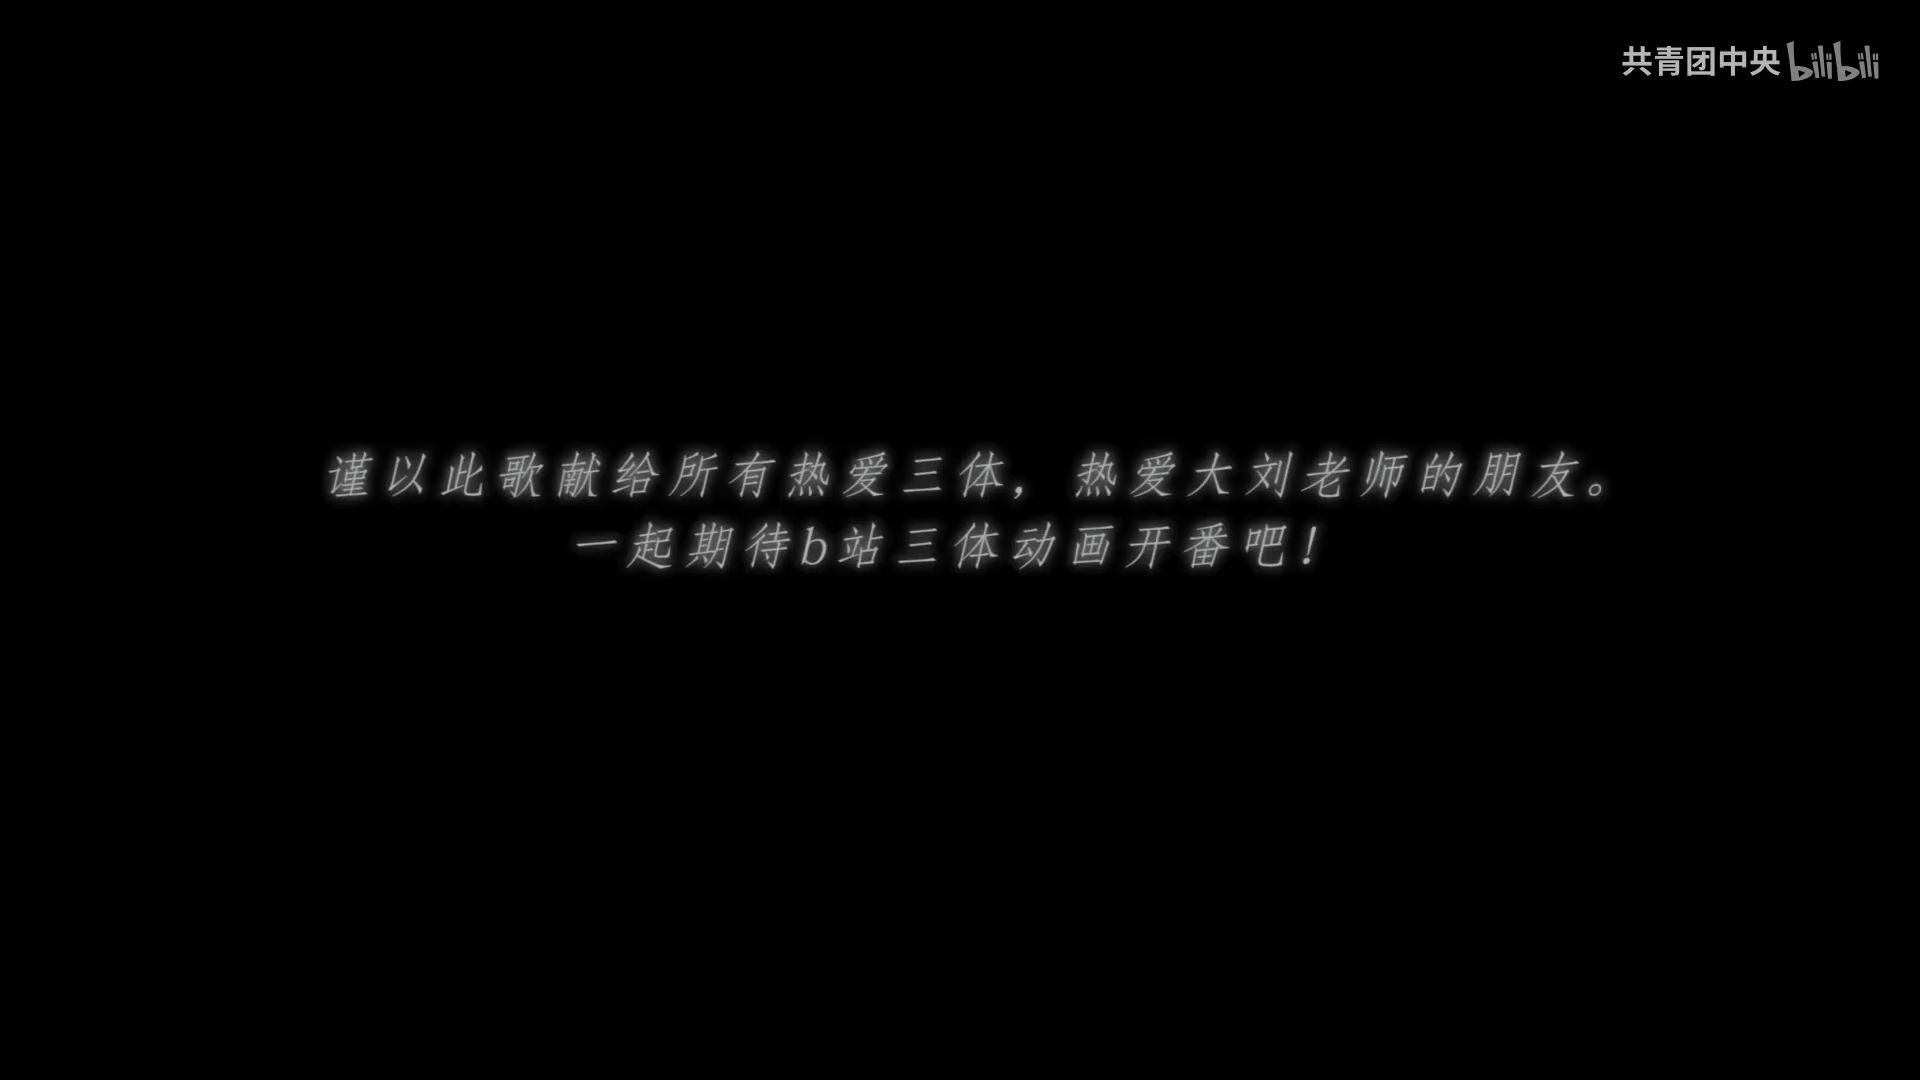 共青团中央 bilibili
谨以此歌献给所有热爱三体，热爱大刘老师的朋友。
一起期待b站三体动画开番吧！